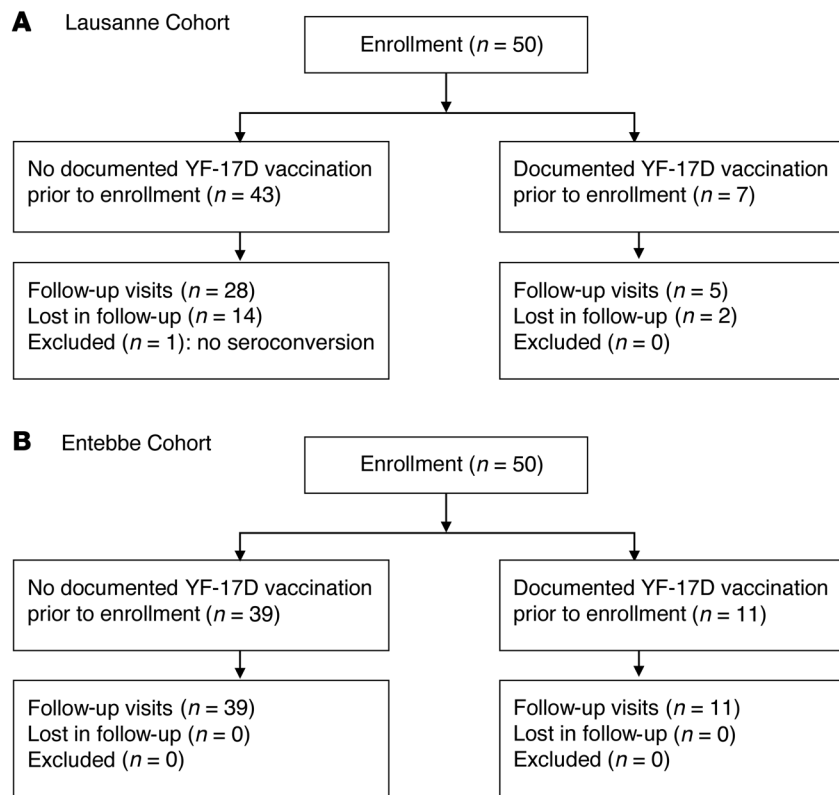 A Lausanne Cohort
Enrollment (n = 50)
No documented YF-17D vaccination
prior to enrollment (n = 43)
Documented YF-17D vaccination
prior to enrollment (n = 7)
Follow-up visits (n = 28)
Lost in follow-up (n = 14)
Excluded (n = 1): no seroconversion
Follow-up visits (n = 5)
Lost in follow-up (n = 2)
Excluded (n = 0)
B Entebbe Cohort
Enrollment (n = 50)
No documented YF-17D vaccination
prior to enrollment (n = 39)
Documented YF-17D vaccination
prior to enrollment (n = 11)
Follow-up visits (n = 39)
Lost in follow-up (n = 0)
Excluded (n = 0)
Follow-up visits (n = 11)
Lost in follow-up (n = 0)
Excluded (n = 0)